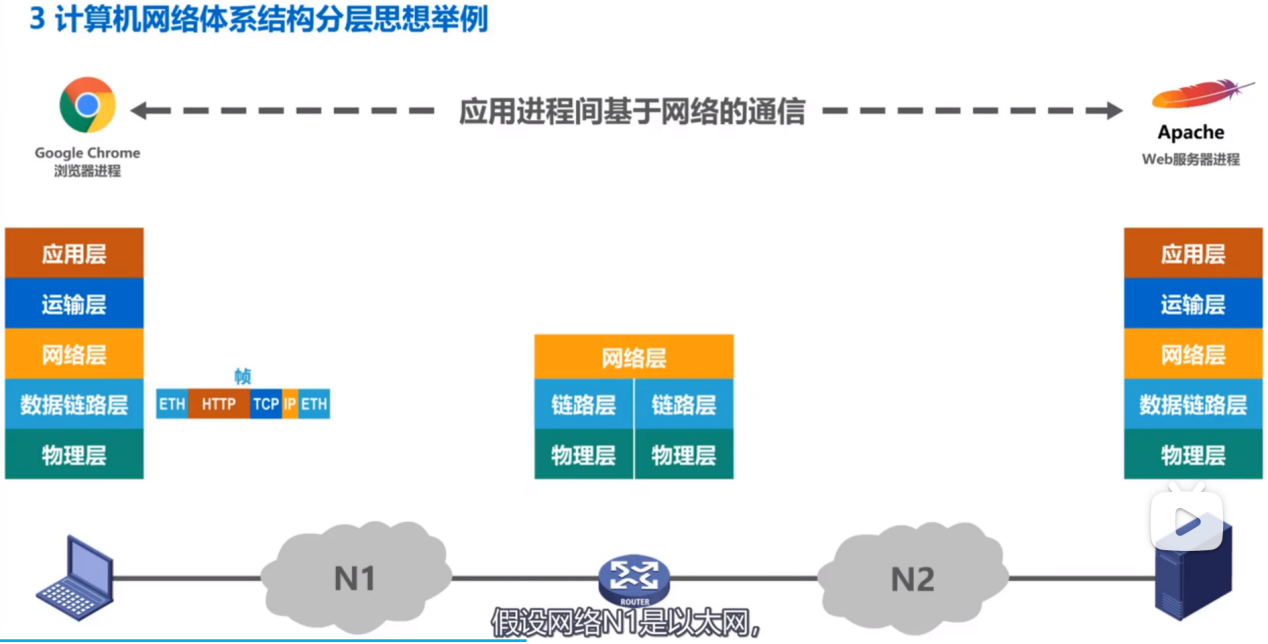 3 计算机网络体系结构分层思想举例
应用进程间基于网络的通信
Google Chrome
浏览器进程
Apache
Web服务器进程
应用层
运输层
网络层
数据链路层
物理层
帧
ETH HTTP TCP IP ETH
网络层
链路层 链路层
物理层 物理层
应用层
运输层
网络层
数据链路层
物理层
N1
ROUTER
N2
假设网络N1是以太网,